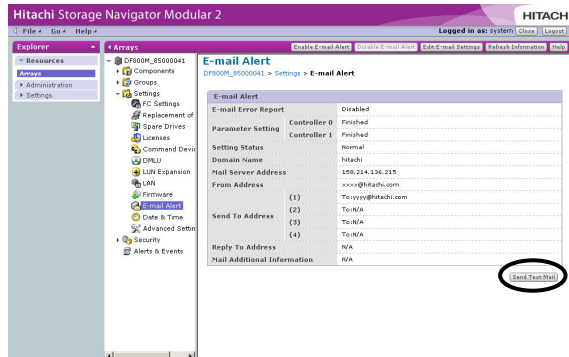 Hitachi Storage Navigator Modular 2
HITACH
File Go Help
Logged in as: system Close Logout
Explorer
Arrays
Enable E-mail Alert Disable E-mail Alert Edit E-mail Settings Refresh Information Help
Resources
Arrays
Administration
Settings
DF800M_85000041
Components
Groups
Settings
FC Settings
Replacement of
Spare Drives
Licenses
Command Devic
DMLU
LUN Expansion
LAN
Firmware
E-mail Alert
Date & Time
Advanced Settin
Security
Alerts & Events
E-mail Alert
DF800M_85000041 > Settings > E-mail Alert
E-mail Alert
E-mail Error Report Disabled
Parameter Setting Controller 0 Finished
Controller 1 Finished
Setting Status Normal
Domain Name hitachi
Mail Server Address 158.214.136.215
From Address xxxx@hitachi.com
Send To Address (1) To:yyyy@hitachi.com
(2) To:N/A
(3) To:N/A
(4) To:N/A
Reply To Address N/A
Mail Additional Information N/A
Send Test Mail